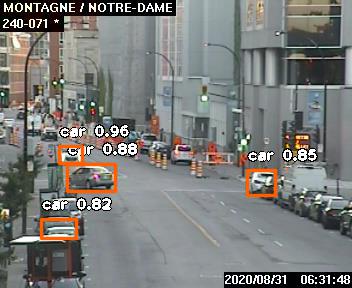 MONTAGNE / NOTRE-DAME
240-071 *
car 0.96
car 0.88
car 0.85
car 0.82
2020/08/31 06:31:48